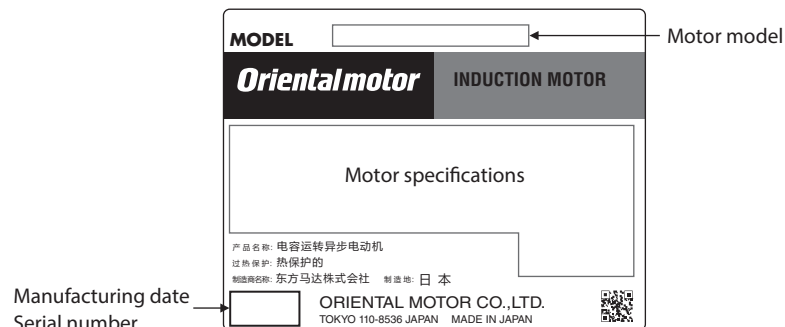 MODEL
Motor model
Orientalmotor INDUCTION MOTOR
Motor specifications
产品名称: 电容运转异步电动机
过热保护: 热保护的
制造商名称: 东方马达株式会社 制造地: 日本
Manufacturing date
Serial number
ORIENTAL MOTOR CO.,LTD.
TOKYO 110-8536 JAPAN MADE IN JAPAN